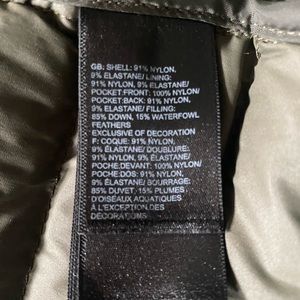 GB: SHELL: 91% NYLON,
9% ELASTANE/ LINING:
91% NYLON, 9% ELASTANE/
POCKET:FRONT: 100% NYLON/
POCKET:BACK: 91% NYLON,
9% ELASTANE/ FILLING:
85% DOWN, 15% WATERFOWL
FEATHERS
EXCLUSIVE OF DECORATION
F: COQUE: 91% NYLON,
9% ÉLASTANE/ DOUBLURE:
91% NYLON, 9% ÉLASTANE/
POCHE:DEVANT: 100% NYLON/
POCHE:DOS: 91% NYLON,
9% ÉLASTANE/ BOURRAGE:
85% DUVET, 15% PLUMES
D'OISEAUX AQUATIQUES
À L'EXCEPTION DES
DÉCORATIONS